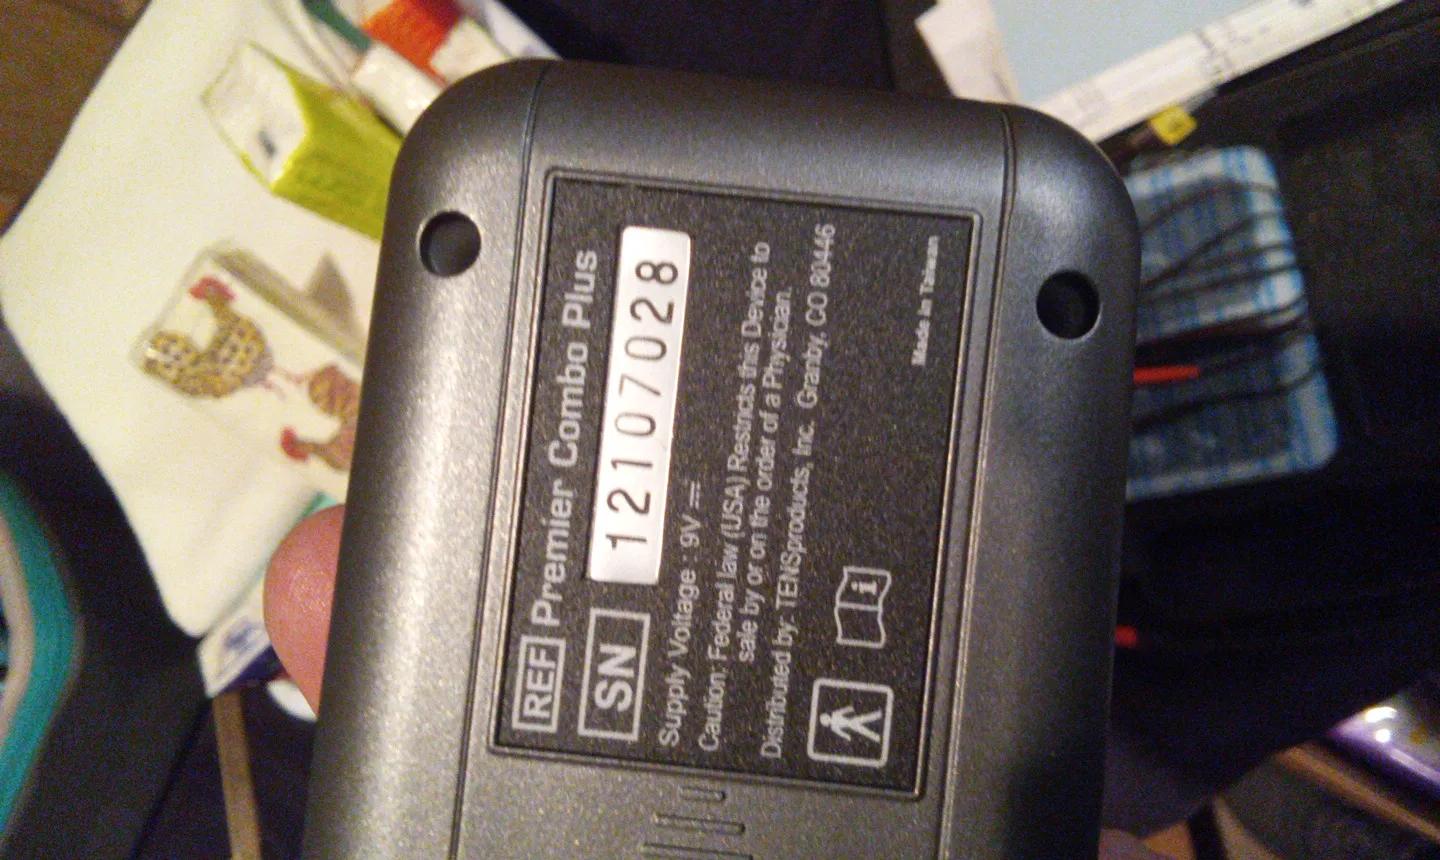 REF Premier Combo Plus
SN 12107028
Supply Voltage : 9V
Caution: Federal law (USA) Restricts this Device to
sale by or on the order of a Physician.
Distributed by: TENSproducts, Inc. Granby, CO 80446
i
Made in Taiwan